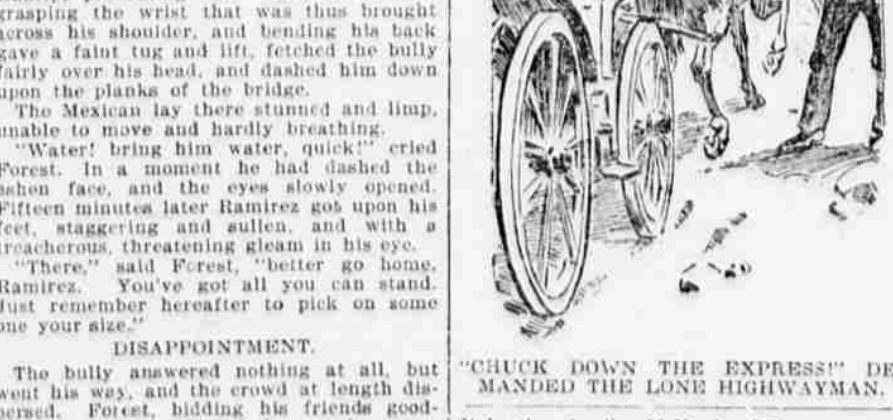 grasping the wrist that was thus brought
across his shoulder, and bending his back
gave a faint tug and lift, fetched the bully
fairly over his head, and dashed him down
upon the planks of the bridge.
The Mexican lay there stunned and limp,
unable to move and hardly breathing.
"Water! bring him water, quick!" cried
Forest. In a moment he had dashed the
ashen face, and the eyes slowly opened.
Fifteen minutes later Ramirez got upon his
feet, staggering and sullen, and with a
treacherous, threatening gleam in his eye.
"There," said Forest, "better go home,
Ramirez. You've got all you can stand.
Just remember hereafter to pick on some
one your size."
DISAPPOINTMENT.
The bully answered nothing at all, but
went his way, and the crowd at length dis-
persed. Forest, bidding his friends good-
"CHUCK DOWN THE EXPRESS!" DE
MANDED THE LONE HIGHWAYMAN.